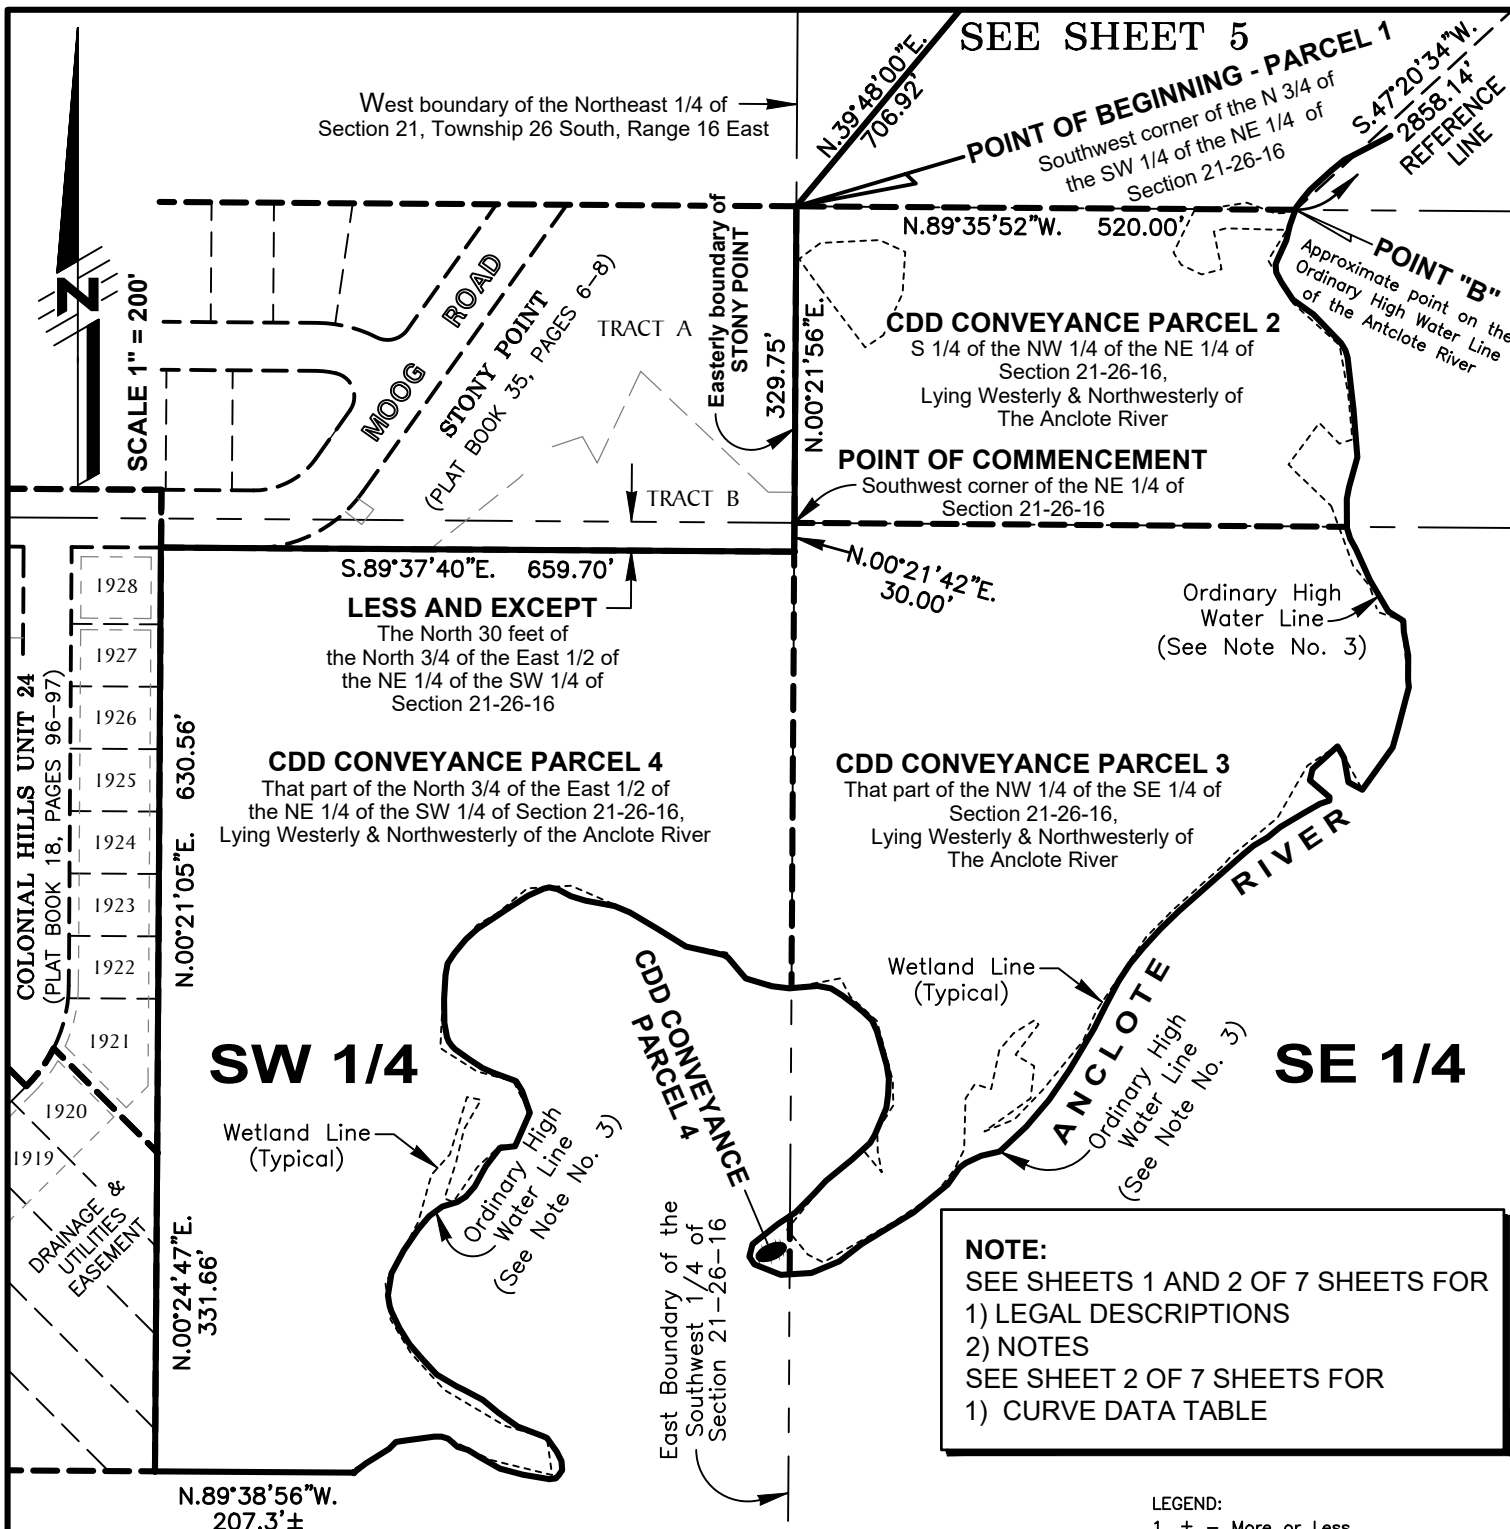 SEE SHEET 5
West boundary of the Northeast 1/4 of
Section 21, Township 26 South, Range 16 East
N.39°48'00"E.
706.92'
POINT OF BEGINNING - PARCEL 1
Southwest corner of the N 3/4 of
the SW 1/4 of the NE 1/4 of
Section 21-26-16
S.47°20'34"W.
2858.14'
REFERENCE
LINE
N.89°35'52"W. 520.00'
POINT "B"
Approximate point on the
Ordinary High Water Line
of the Antclote River
N
SCALE 1" = 200'
MOOG ROAD
STONY POINT
(PLAT BOOK 35, PAGES 6-8)
TRACT A
TRACT B
Easterly boundary of
STONY POINT
329.75'
N.00°21'56"E.
CDD CONVEYANCE PARCEL 2
S 1/4 of the NW 1/4 of the NE 1/4 of
Section 21-26-16,
Lying Westerly & Northwesterly of
The Anclote River
POINT OF COMMENCEMENT
Southwest corner of the NE 1/4 of
Section 21-26-16
S.89°37'40"E. 659.70'
N.00°21'42"E.
30.00'
LESS AND EXCEPT
The North 30 feet of
the North 3/4 of the East 1/2 of
the NE 1/4 of the SW 1/4 of
Section 21-26-16
Ordinary High
Water Line
(See Note No. 3)
COLONIAL HILLS UNIT 24
(PLAT BOOK 18, PAGES 96-97)
1928
1927
1926
1925
1924
1923
1922
1921
1920
1919
N.00°21'05"E. 630.56'
CDD CONVEYANCE PARCEL 4
That part of the North 3/4 of the East 1/2 of
the NE 1/4 of the SW 1/4 of Section 21-26-16,
Lying Westerly & Northwesterly of the Anclote River
CDD CONVEYANCE PARCEL 3
That part of the NW 1/4 of the SE 1/4 of
Section 21-26-16,
Lying Westerly & Northwesterly of
The Anclote River
ANCLOTE RIVER
Wetland Line
(Typical)
CDD CONVEYANCE
PARCEL 4
SW 1/4
SE 1/4
Wetland Line
(Typical)
Ordinary High
Water Line
(See Note No. 3)
Ordinary High
Water Line
(See Note No. 3)
DRAINAGE &
UTILITIES
EASEMENT
N.00°24'47"E.
331.66'
East Boundary of the
Southwest 1/4 of
Section 21-26-16
NOTE:
SEE SHEETS 1 AND 2 OF 7 SHEETS FOR
1) LEGAL DESCRIPTIONS
2) NOTES
SEE SHEET 2 OF 7 SHEETS FOR
1) CURVE DATA TABLE
N.89°38'56"W.
207.3'±
LEGEND:
1. ± - More or Less